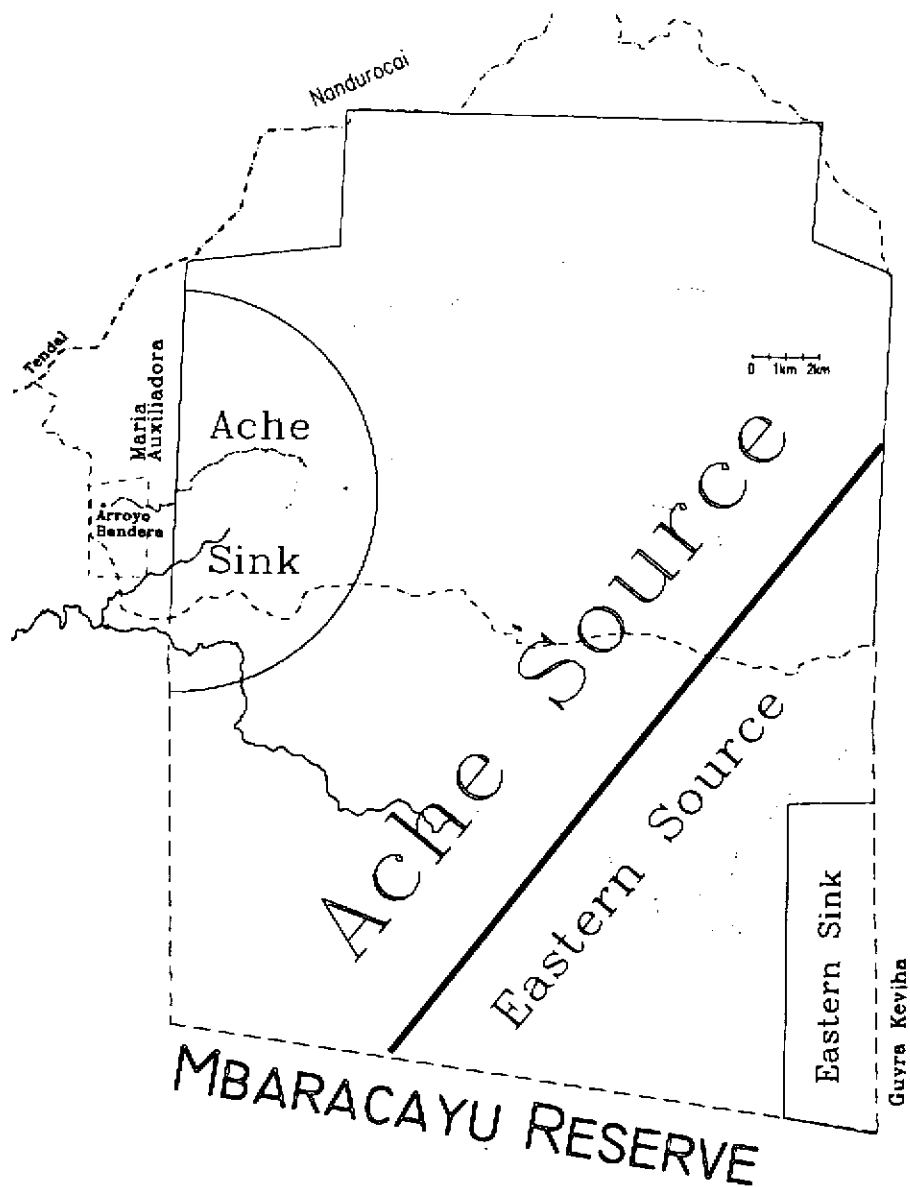 Nandurocai
Tendal
Maria
Auxiliadora
0 1km 2km
Ache
Sink
Arroyo
Bandera
Ache Source
Eastern Source
Eastern Sink
Guyra Keviha
MBARACAYU RESERVE